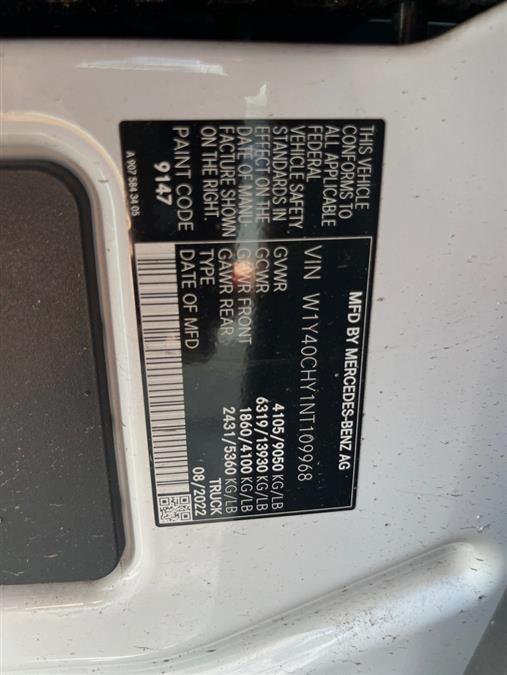 MFD BY MERCEDES-BENZ AG
VIN W1Y40CHY1NT109968
THIS VEHICLE
CONFORMS TO
ALL APPLICABLE
FEDERAL
VEHICLE SAFETY
STANDARDS IN
EFFECT ON THE
DATE OF MANU-
FACTURE SHOWN
ON THE RIGHT.
PAINT CODE
9147
GVWR 4105/9050 KG/LB
GCWR 6319/13930 KG/LB
GAWR FRONT 1860/4100 KG/LB
GAWR REAR 2431/5360 KG/LB
TYPE TRUCK
DATE OF MFD 08/2022
A 907 584 34 05